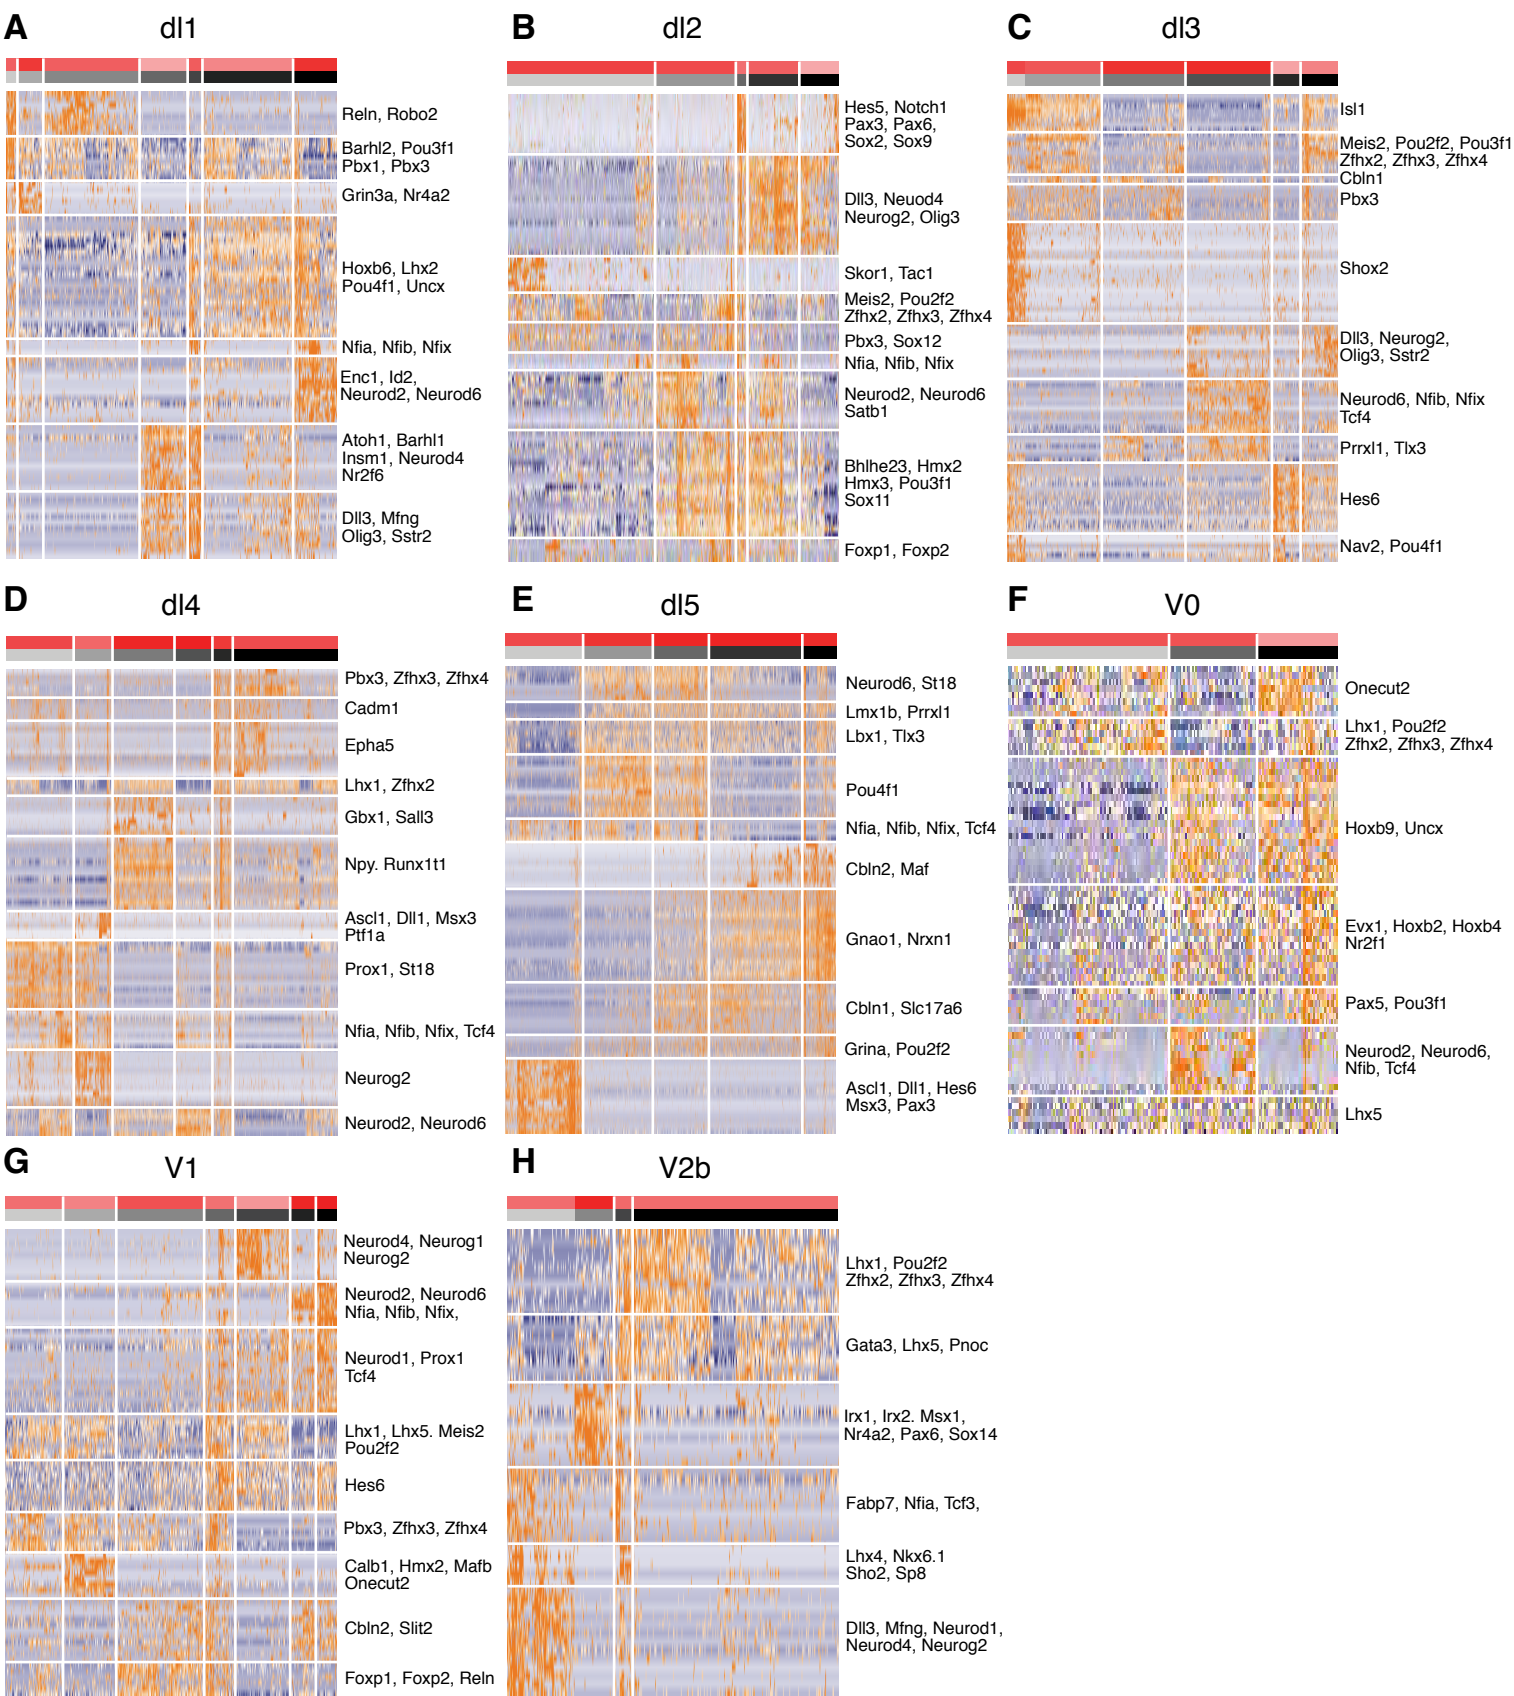 A
dl1
Reln, Robo2
Barhl2, Pou3f1
Pbx1, Pbx3
Grin3a, Nr4a2
Hoxb6, Lhx2
Pou4f1, Uncx
Nfia, Nfib, Nfix
Enc1, Id2,
Neurod2, Neurod6
Atoh1, Barhl1
Insm1, Neurod4
Nr2f6
Dll3, Mfng
Olig3, Sstr2
B
dl2
Hes5, Notch1
Pax3, Pax6,
Sox2, Sox9
Dll3, Neuod4
Neurog2, Olig3
Skor1, Tac1
Meis2, Pou2f2
Zfhx2, Zfhx3, Zfhx4
Pbx3, Sox12
Nfia, Nfib, Nfix
Neurod2, Neurod6
Satb1
Bhlhe23, Hmx2
Hmx3, Pou3f1
Sox11
Foxp1, Foxp2
C
dl3
Isl1
Meis2, Pou2f2, Pou3f1
Zfhx2, Zfhx3, Zfhx4
Cbln1
Pbx3
Shox2
Dll3, Neurog2,
Olig3, Sstr2
Neurod6, Nfib, Nfix
Tcf4
Prrxl1, Tlx3
Hes6
Nav2, Pou4f1
D
dl4
Pbx3, Zfhx3, Zfhx4
Cadm1
Epha5
Lhx1, Zfhx2
Gbx1, Sall3
Npy. Runx1t1
Ascl1, Dll1, Msx3
Ptf1a
Prox1, St18
Nfia, Nfib, Nfix, Tcf4
Neurog2
Neurod2, Neurod6
E
dl5
Neurod6, St18
Lmx1b, Prrxl1
Lbx1, Tlx3
Pou4f1
Nfia, Nfib, Nfix, Tcf4
Cbln2, Maf
Gnao1, Nrxn1
Cbln1, Slc17a6
Grina, Pou2f2
Ascl1, Dll1, Hes6
Msx3, Pax3
F
V0
Onecut2
Lhx1, Pou2f2
Zfhx2, Zfhx3, Zfhx4
Hoxb9, Uncx
Evx1, Hoxb2, Hoxb4
Nr2f1
Pax5, Pou3f1
Neurod2, Neurod6,
Nfib, Tcf4
Lhx5
G
V1
Neurod4, Neurog1
Neurog2
Neurod2, Neurod6
Nfia, Nfib, Nfix,
Neurod1, Prox1
Tcf4
Lhx1, Lhx5. Meis2
Pou2f2
Hes6
Pbx3, Zfhx3, Zfhx4
Calb1, Hmx2, Mafb
Onecut2
Cbln2, Slit2
Foxp1, Foxp2, Reln
H
V2b
Lhx1, Pou2f2
Zfhx2, Zfhx3, Zfhx4
Gata3, Lhx5, Pnoc
Irx1, Irx2. Msx1,
Nr4a2, Pax6, Sox14
Fabp7, Nfia, Tcf3,
Lhx4, Nkx6.1
Sho2, Sp8
Dll3, Mfng, Neurod1,
Neurod4, Neurog2